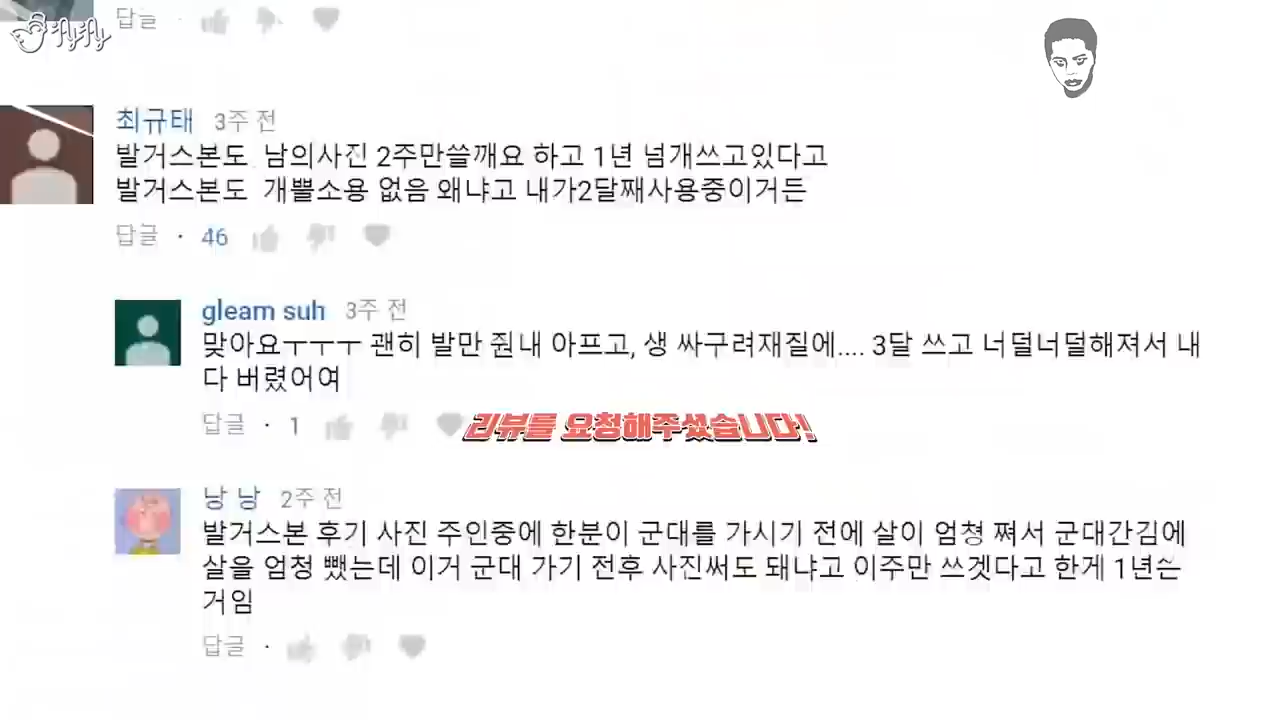 답글
최규태 3주 전
발거스본도 남의사진 2주만쓸깨요 하고 1년 넘개쓰고있다고
발거스본도 개쁠소용 없음 왜냐고 내가2달째사용중이거든
답글 · 46
gleam suh 3주 전
맞아요ㅜㅜㅜ 괜히 발만 줜내 아프고, 생 싸구려재질에.... 3달 쓰고 너덜너덜해져서 내
다 버렸어여
답글 · 1
리뷰를 요청해주셨습니다!
낭 낭 2주 전
발거스본 후기 사진 주인중에 한분이 군대를 가시기 전에 살이 엄청 쪄서 군대간김에
살을 엄청 뺐는데 이거 군대 가기 전후 사진써도 돼냐고 이주만 쓰겟다고 한게 1년쓴
거임
답글 ·